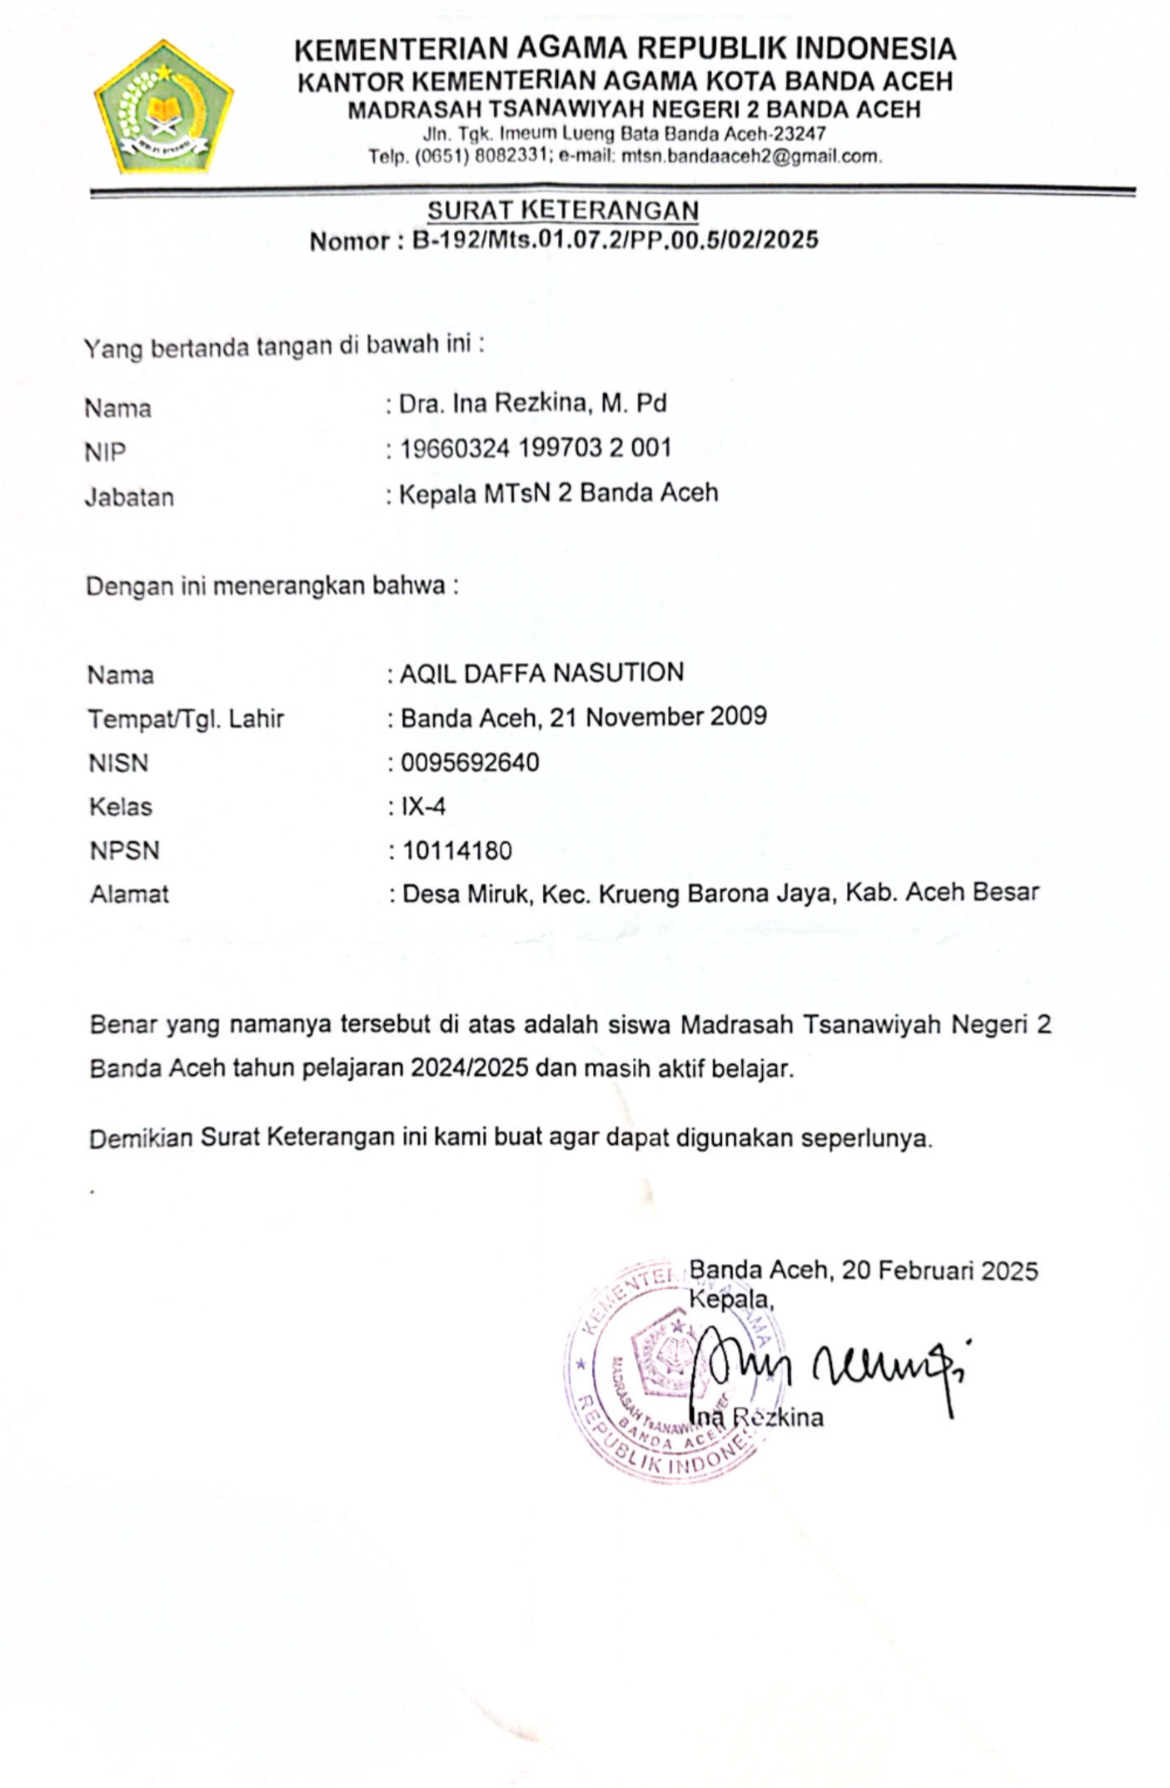 KEMENTERIAN AGAMA REPUBLIK INDONESIA
KANTOR KEMENTERIAN AGAMA KOTA BANDA ACEH
MADRASAH TSANAWIYAH NEGERI 2 BANDA ACEH
Jln. Tgk. Imeum Lueng Bata Banda Aceh-23247
Telp. (0651) 8082331; e-mail: mtsn.bandaaceh2@gmail.com.
SURAT KETERANGAN
Nomor : B-192/Mts.01.07.2/PP.00.5/02/2025
Yang bertanda tangan di bawah ini :
Nama : Dra. Ina Rezkina, M. Pd
NIP : 19660324 199703 2 001
Jabatan : Kepala MTsN 2 Banda Aceh
Dengan ini menerangkan bahwa :
Nama : AQIL DAFFA NASUTION
Tempat/Tgl. Lahir : Banda Aceh, 21 November 2009
NISN : 0095692640
Kelas : IX-4
NPSN : 10114180
Alamat : Desa Miruk, Kec. Krueng Barona Jaya, Kab. Aceh Besar
Benar yang namanya tersebut di atas adalah siswa Madrasah Tsanawiyah Negeri 2
Banda Aceh tahun pelajaran 2024/2025 dan masih aktif belajar.
Demikian Surat Keterangan ini kami buat agar dapat digunakan seperlunya.
.
Banda Aceh, 20 Februari 2025
Kepala,
Ina Rezkina
KEMENTERIAN AGAMA
REPUBLIK INDONESIA
MADRASAH
BANDA ACEH